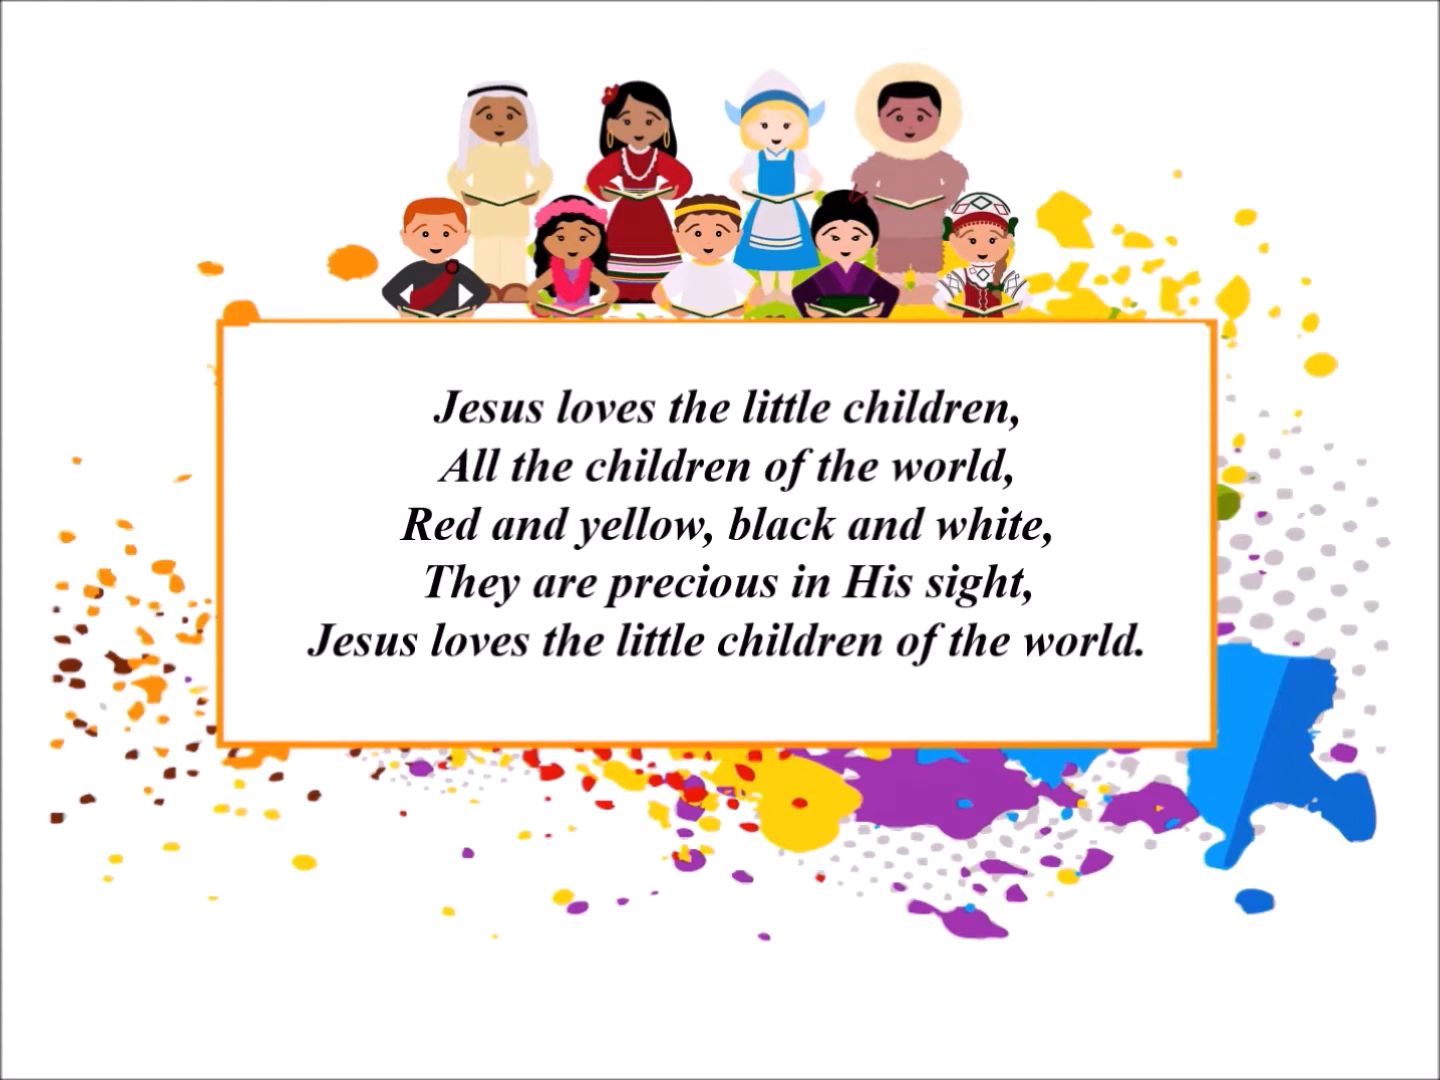 Jesus loves the little children,
All the children of the world,
Red and yellow, black and white,
They are precious in His sight,
Jesus loves the little children of the world.